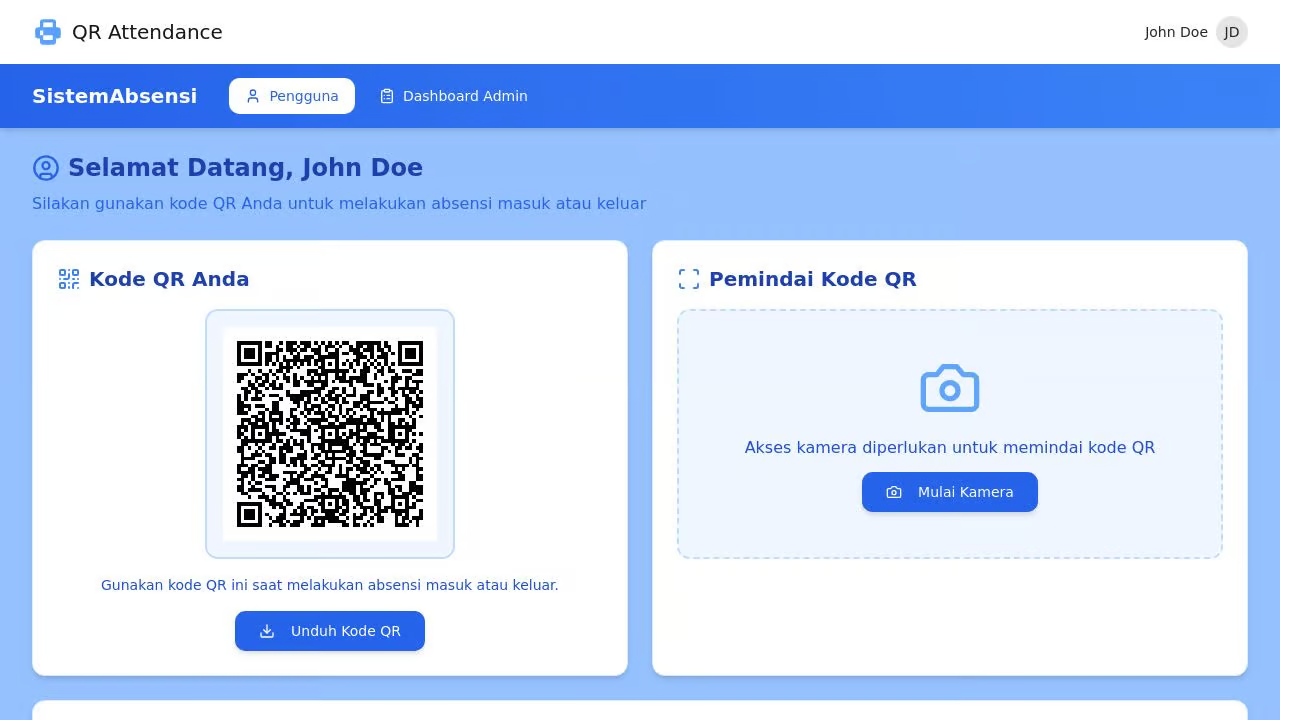 QR Attendance
John Doe
JD
SistemAbsensi
Pengguna
Dashboard Admin
Selamat Datang, John Doe
Silakan gunakan kode QR Anda untuk melakukan absensi masuk atau keluar
Kode QR Anda
Gunakan kode QR ini saat melakukan absensi masuk atau keluar.
Unduh Kode QR
Pemindai Kode QR
Akses kamera diperlukan untuk memindai kode QR
Mulai Kamera